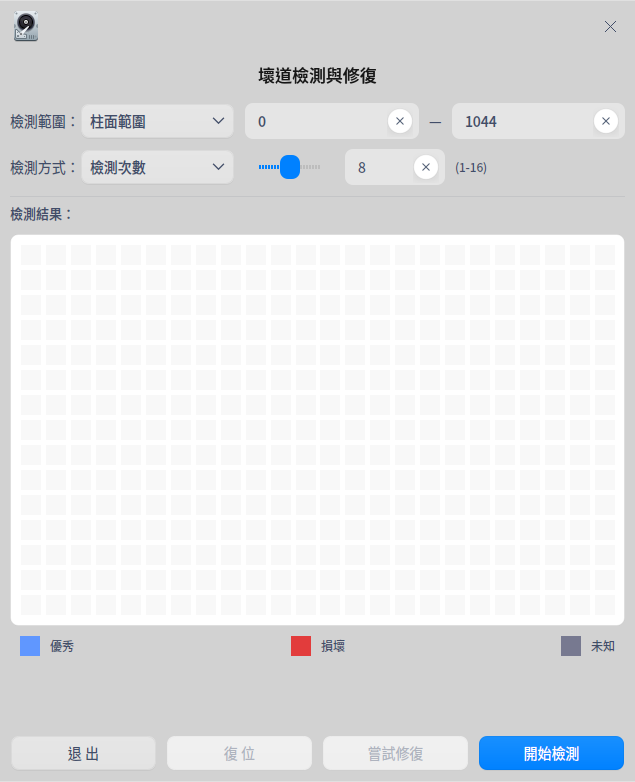 壞道檢測與修復
檢測範圍： 柱面範圍 0 — 1044
檢測方式： 檢測次數 8 (1-16)
檢測結果：
優秀 損壞 未知
退出 復位 嘗試修復 開始檢測